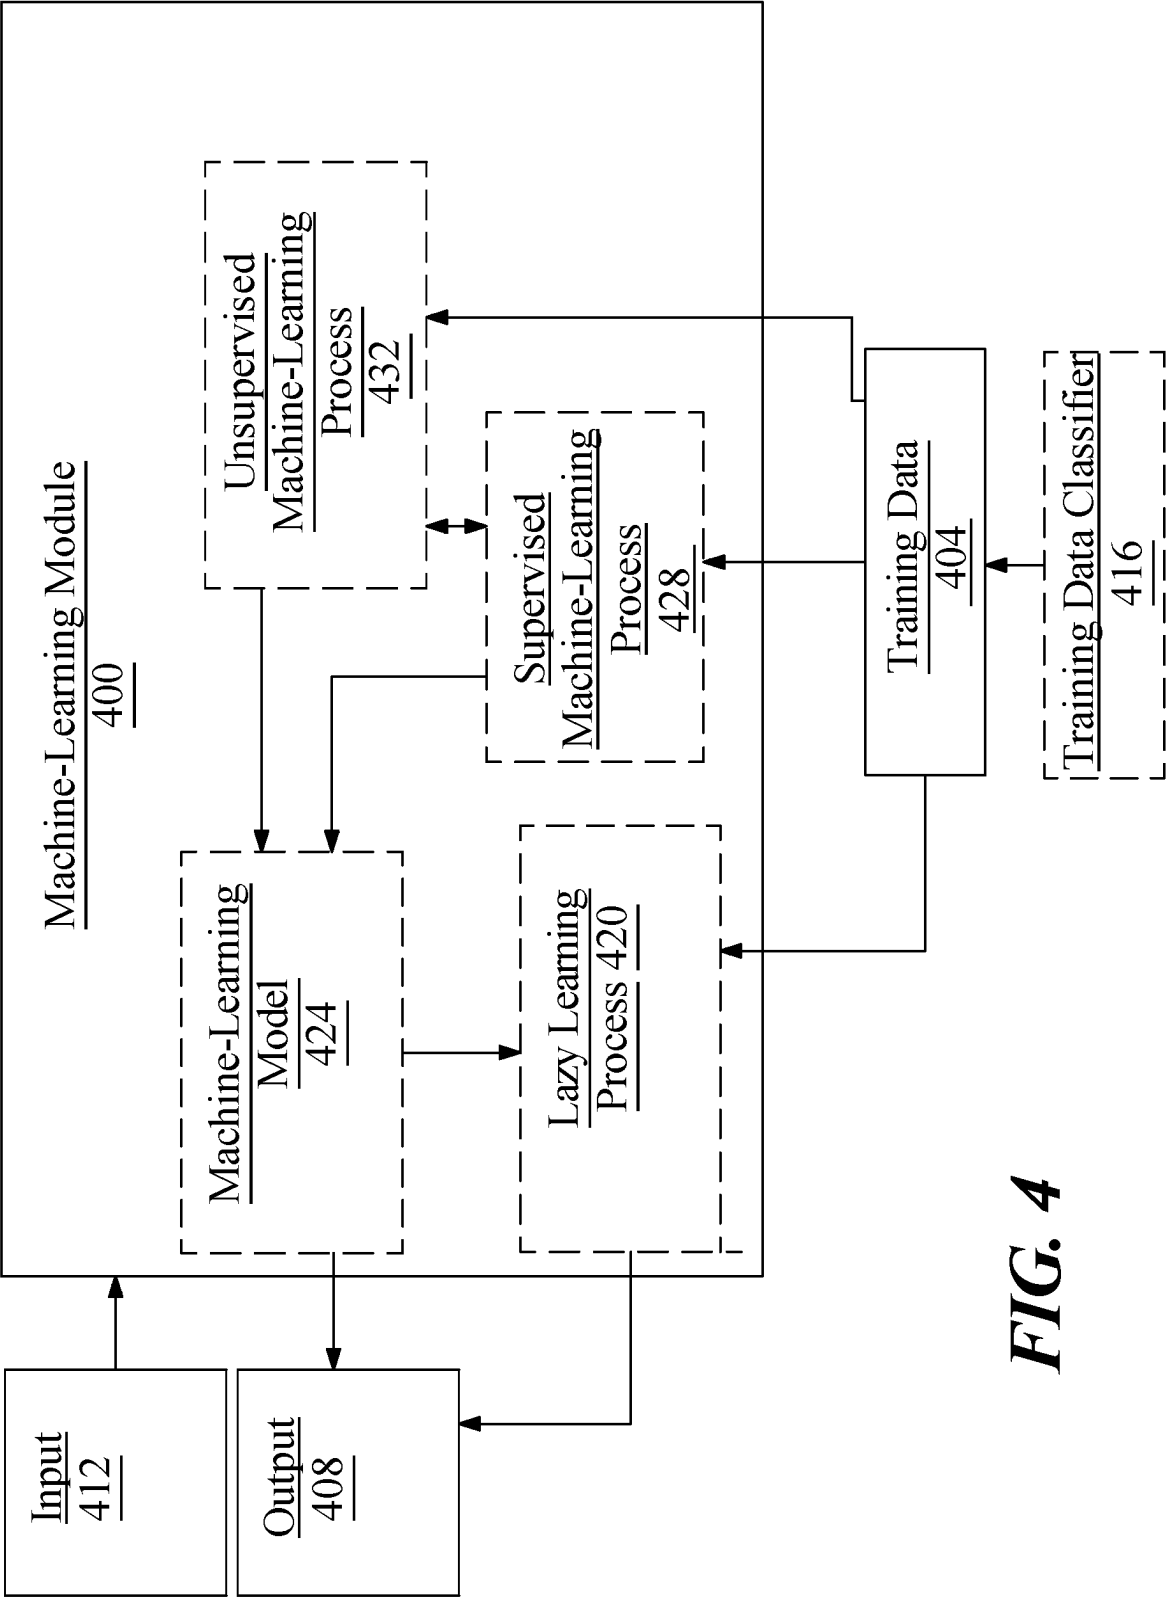 Machine-Learning Module
400
Input
412
Output
408
Machine-Learning
Model
424
Unsupervised
Machine-Learning
Process
432
Lazy Learning
Process 420
Supervised
Machine-Learning
Process
428
Training Data
404
Training Data Classifier
416
FIG. 4